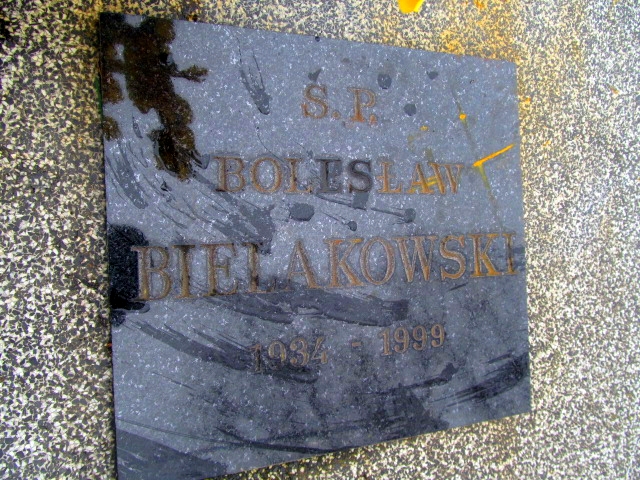 Ś.P.
BOLESŁAW
BIELAKOWSKI
1934 - 1999